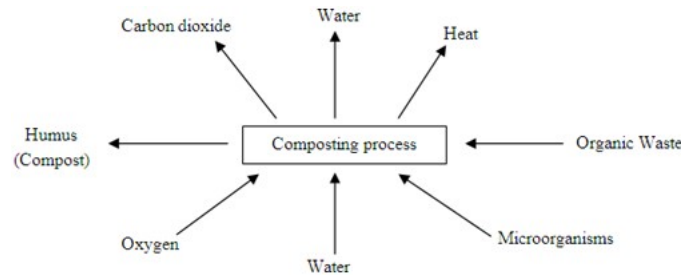 Water
Carbon dioxide
Heat
Humus
(Compost)
Composting process
Organic Waste
Oxygen
Microorganisms
Water